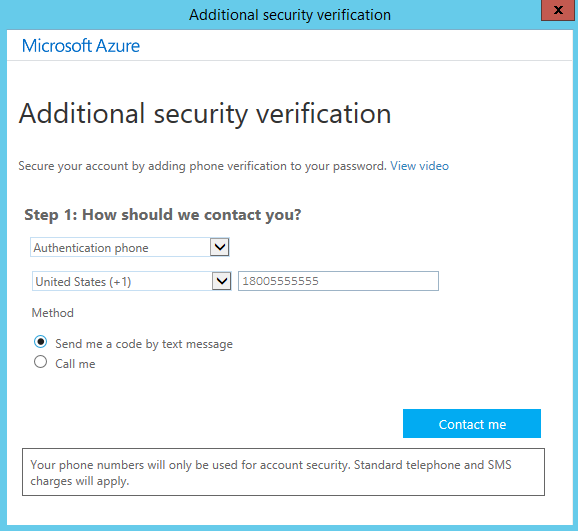 Additional security verification
x
Microsoft Azure
Additional security verification
Secure your account by adding phone verification to your password. View video
Step 1: How should we contact you?
Authentication phone
United States (+1) 18005555555
Method
Send me a code by text message
Call me
Contact me
Your phone numbers will only be used for account security. Standard telephone and SMS
charges will apply.